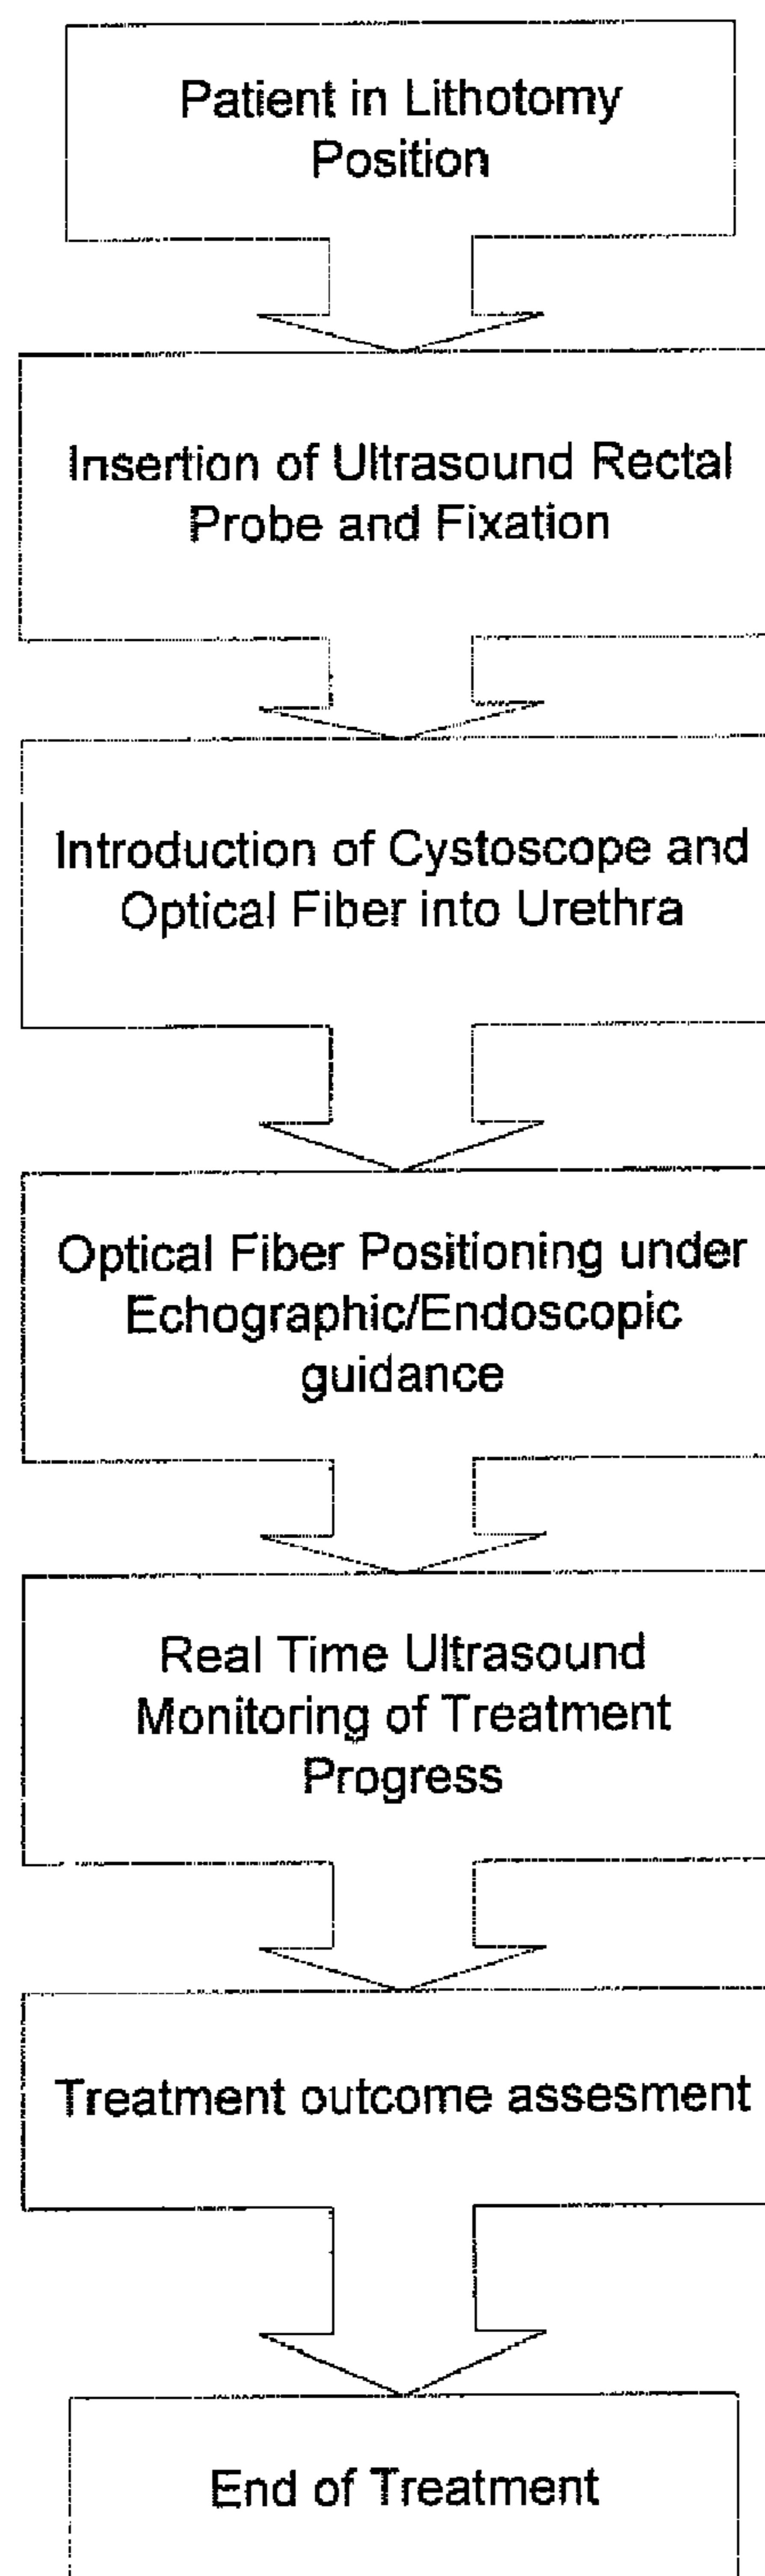 Patient in Lithotomy
Position
Insertion of Ultrasound Rectal
Probe and Fixation
Introduction of Cystoscope and
Optical Fiber into Urethra
Optical Fiber Positioning under
Echographic/Endoscopic
guidance
Real Time Ultrasound
Monitoring of Treatment
Progress
Treatment outcome assesment
End of Treatment